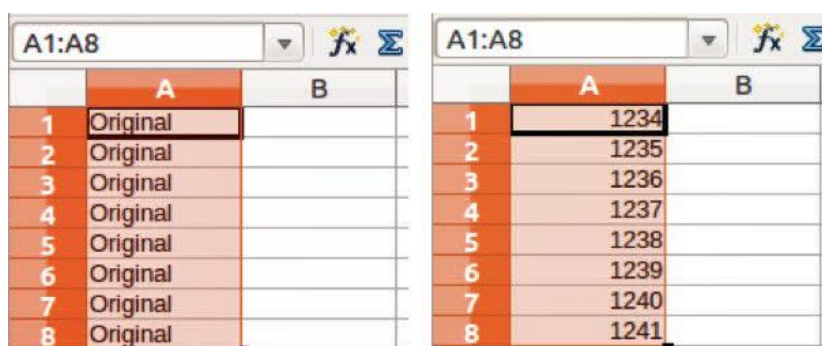 A1:A8
A B
1 Original
2 Original
3 Original
4 Original
5 Original
6 Original
7 Original
8 Original
A1:A8
A B
1 1234
2 1235
3 1236
4 1237
5 1238
6 1239
7 1240
8 1241